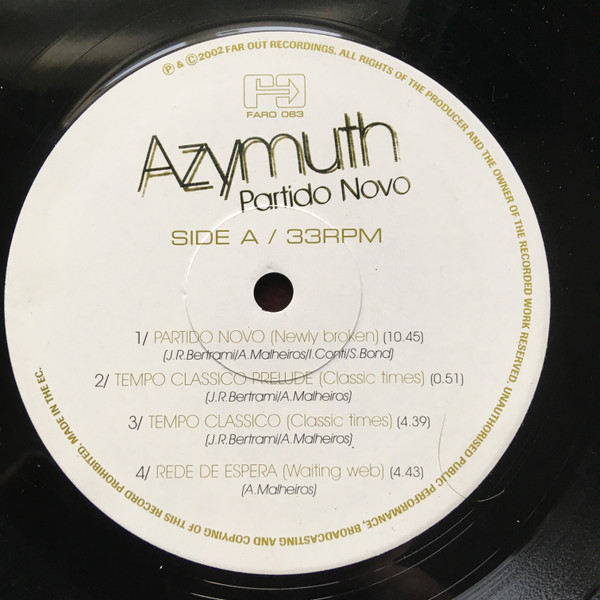 ℗ & © 2002 FAR OUT RECORDINGS. ALL RIGHTS OF THE PRODUCER AND THE OWNER OF THE RECORDED WORK RESERVED. UNAUTHORISED PUBLIC PERFORMANCE, BROADCASTING AND COPYING OF THIS RECORD PROHIBITED. MADE IN THE EC.
FARO 063
Azymuth
Partido Novo
SIDE A / 33RPM
1/ PARTIDO NOVO (Newly broken) (10.45)
(J.R.Bertrami/A.Malheiros/I.Conti/S.Bond)
2/ TEMPO CLASSICO PRELUDE (Classic times) (0.51)
(J.R.Bertrami/A.Malheiros)
3/ TEMPO CLASSICO (Classic times) (4.39)
(J.R.Bertrami/A.Malheiros)
4/ REDE DE ESPERA (Waiting web) (4.43)
(A.Malheiros)